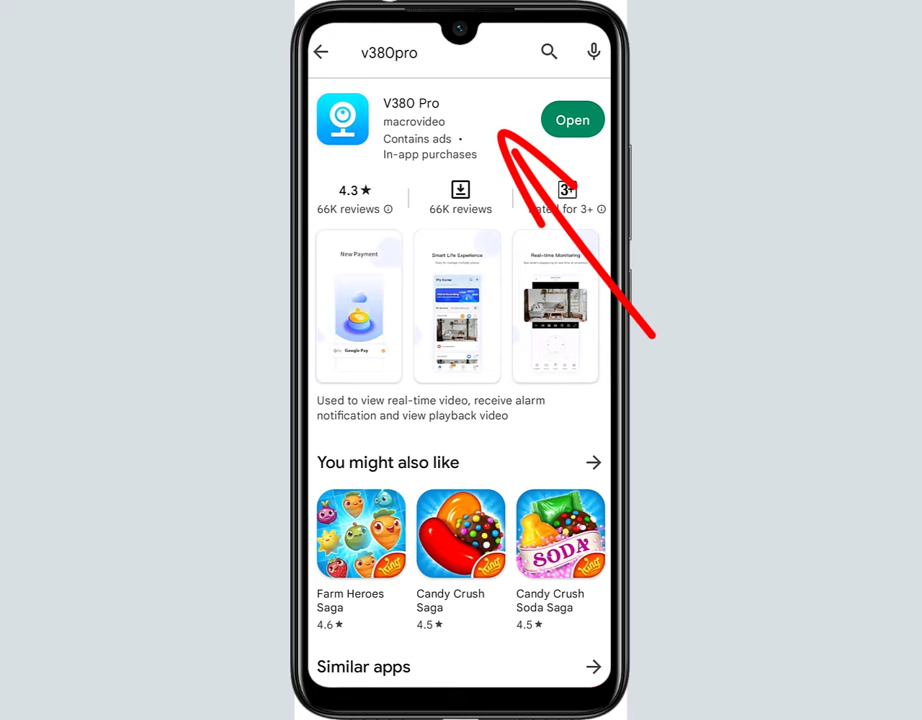 v380pro
V380 Pro
macrovideo
Contains ads •
In-app purchases
Open
4.3★
66K reviews
66K reviews
3+
Rated for 3+
New Payment
Google Pay
Smart Life Experience
Real-time Monitoring
Used to view real-time video, receive alarm
notification and view playback video
You might also like
King
King
SODA
King
Farm Heroes
Saga
4.6★
Candy Crush
Saga
4.5★
Candy Crush
Soda Saga
4.5★
Similar apps